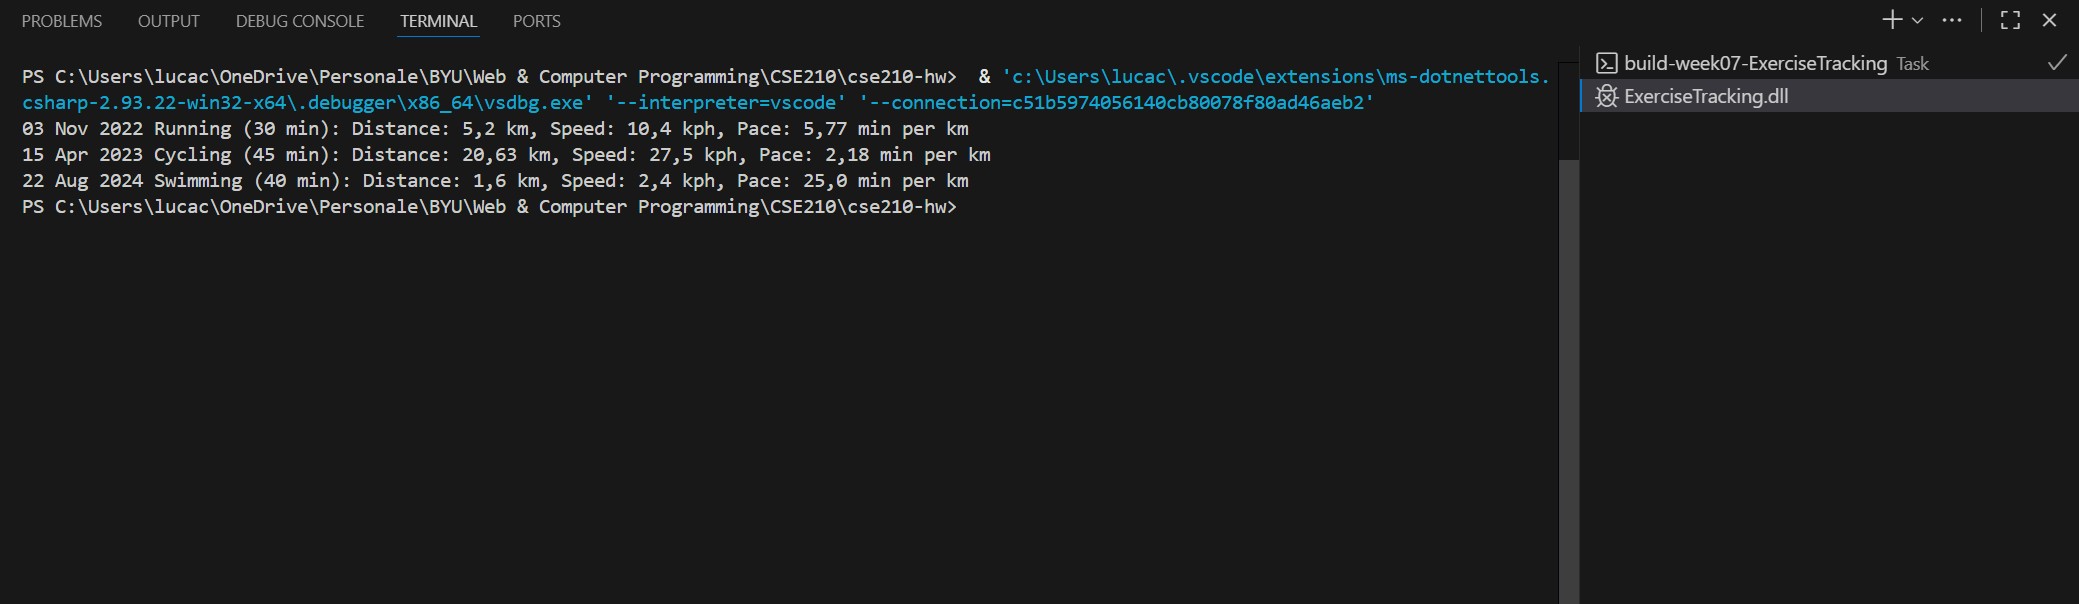 PROBLEMS OUTPUT DEBUG CONSOLE TERMINAL PORTS
PS C:\Users\lucac\OneDrive\Personale\BYU\Web & Computer Programming\CSE210\cse210-hw>  & 'c:\Users\lucac\.vscode\extensions\ms-dotnettools.
csharp-2.93.22-win32-x64\.debugger\x86_64\vsdbg.exe' '--interpreter=vscode' '--connection=c51b5974056140cb80078f80ad46aeb2'
03 Nov 2022 Running (30 min): Distance: 5,2 km, Speed: 10,4 kph, Pace: 5,77 min per km
15 Apr 2023 Cycling (45 min): Distance: 20,63 km, Speed: 27,5 kph, Pace: 2,18 min per km
22 Aug 2024 Swimming (40 min): Distance: 1,6 km, Speed: 2,4 kph, Pace: 25,0 min per km
PS C:\Users\lucac\OneDrive\Personale\BYU\Web & Computer Programming\CSE210\cse210-hw>
build-week07-ExerciseTracking Task
ExerciseTracking.dll